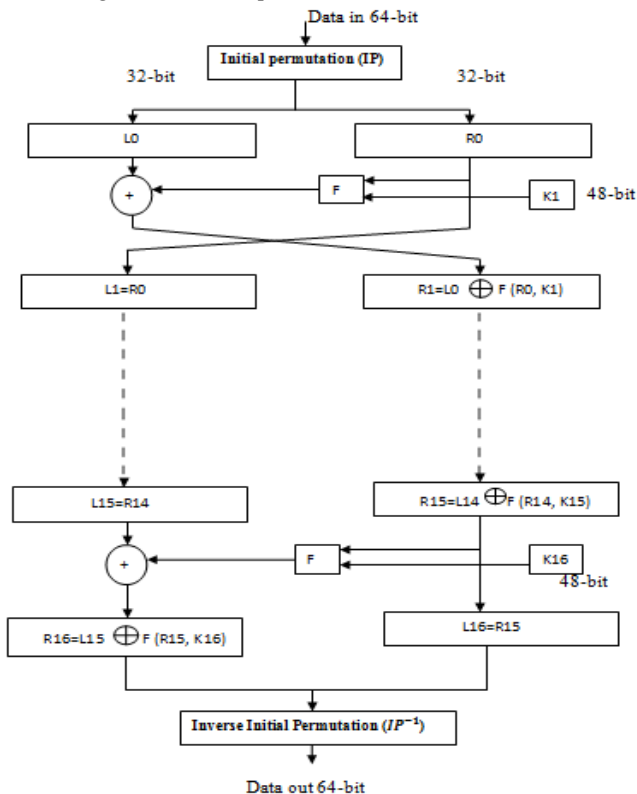 Data in 64-bit
Initial permutation (IP)
32-bit
32-bit
L0
R0
+
F
K1
48-bit
L1=R0
R1=L0 ⊕ F (R0, K1)
L15=R14
R15=L14 ⊕ F (R14, K15)
+
F
K16
48-bit
R16=L15 ⊕ F (R15, K16)
L16=R15
Inverse Initial Permutation (IP⁻¹)
Data out 64-bit